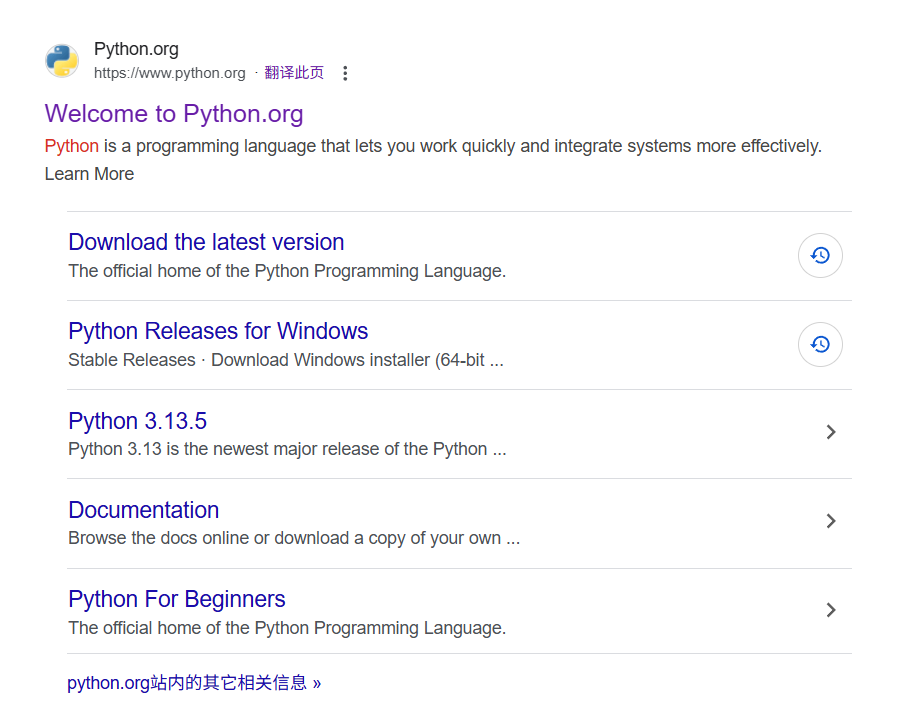 Python.org
https://www.python.org · 翻译此页
Welcome to Python.org
Python is a programming language that lets you work quickly and integrate systems more effectively.
Learn More
Download the latest version
The official home of the Python Programming Language.
Python Releases for Windows
Stable Releases · Download Windows installer (64-bit ...
Python 3.13.5
Python 3.13 is the newest major release of the Python ...
Documentation
Browse the docs online or download a copy of your own ...
Python For Beginners
The official home of the Python Programming Language.
python.org站内的其它相关信息 »